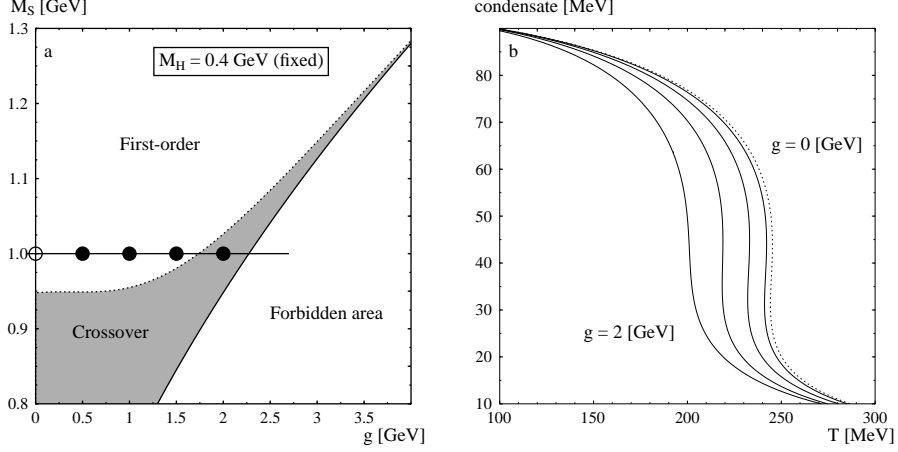 M_S [GeV]
1.3
1.2
1.1
1.0
0.9
0.8
a
M_H = 0.4 GeV (fixed)
First-order
Crossover
Forbidden area
0 0.5 1 1.5 2 2.5 3 3.5
g [GeV]
condensate [MeV]
b
80
70
60
50
40
30
20
10
g = 0 [GeV]
g = 2 [GeV]
100 150 200 250 300
T [MeV]